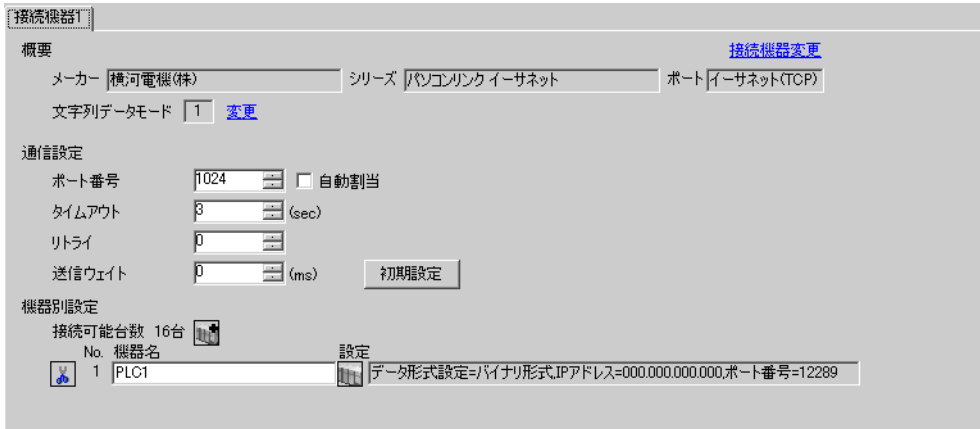 接続機器1
概要 接続機器変更
メーカー 横河電機(株) シリーズ パソコンリンク イーサネット ポート イーサネット(TCP)
文字列データモード 1 変更
通信設定
ポート番号 1024 自動割当
タイムアウト 3 (sec)
リトライ 0
送信ウェイト 0 (ms) 初期設定
機器別設定
接続可能台数 16台
No. 機器名 設定
1 PLC1 データ形式設定=バイナリ形式,IPアドレス=000.000.000.000,ポート番号=12289